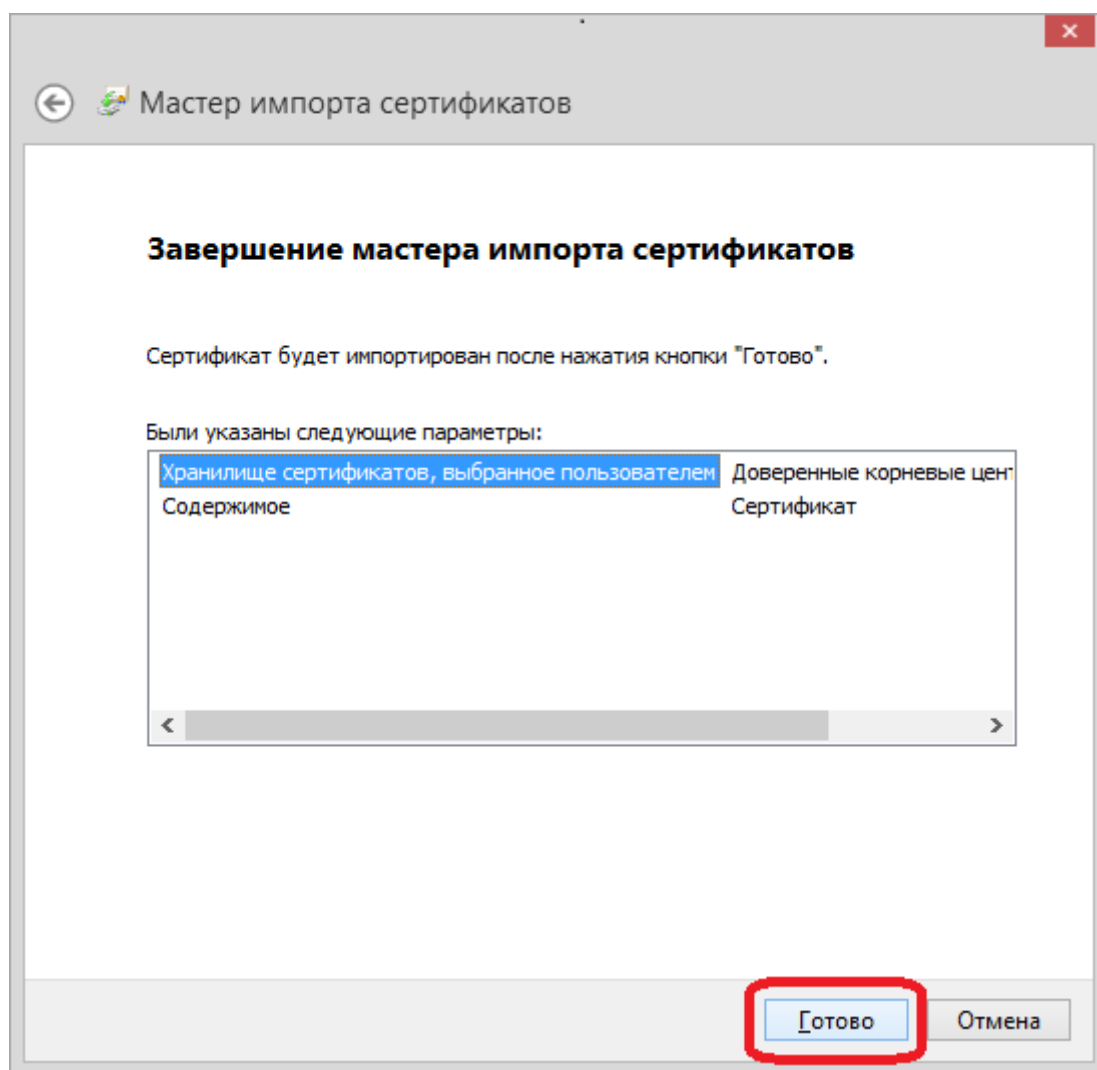 Мастер импорта сертификатов
Завершение мастера импорта сертификатов
Сертификат будет импортирован после нажатия кнопки "Готово".
Были указаны следующие параметры:
Хранилище сертификатов, выбранное пользователем Доверенные корневые цент
Содержимое Сертификат
Готово Отмена